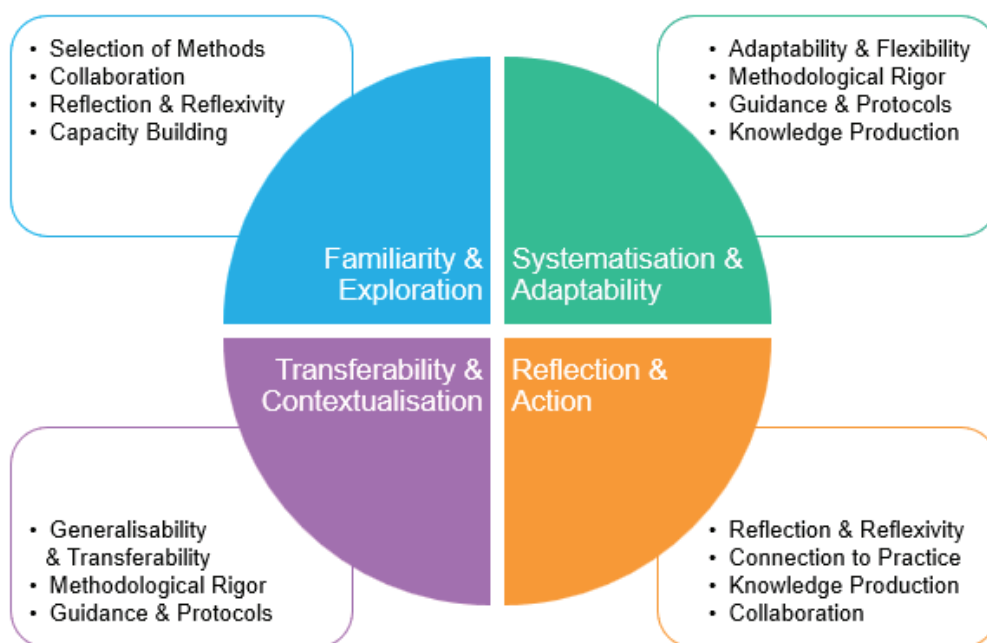 • Selection of Methods
• Collaboration
• Reflection & Reflexivity
• Capacity Building
• Adaptability & Flexibility
• Methodological Rigor
• Guidance & Protocols
• Knowledge Production
Familiarity &
Exploration
Systematisation &
Adaptability
Transferability &
Contextualisation
Reflection &
Action
• Generalisability
& Transferability
• Methodological Rigor
• Guidance & Protocols
• Reflection & Reflexivity
• Connection to Practice
• Knowledge Production
• Collaboration